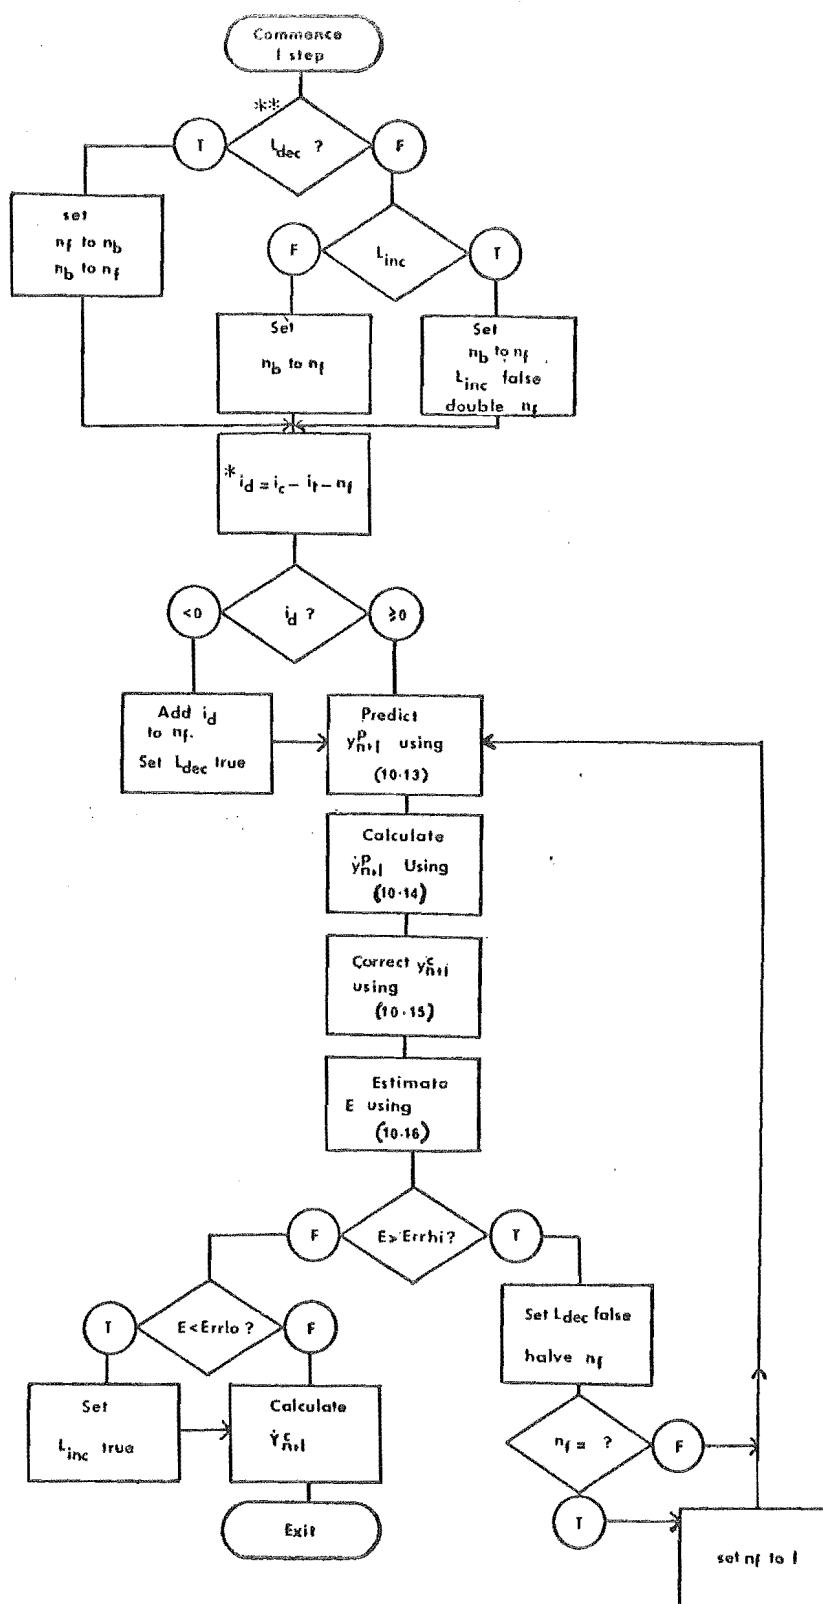 Commence
1 step
**
L_dec ?
T
F
set
n_f to n_b
n_b to n_f
L_inc
F
T
Set
n_b to n_f
Set
n_b to n_f
L_inc false
double n_f
* i_d = i_c - i_t - n_f
i_d ?
<0
≥0
Add i_d
to n_f.
Set L_dec true
Predict
y^p_n+1 using
(10·13)
Calculate
ẏ^p_n+1 Using
(10·14)
Correct y^c_n+1
using
(10·15)
Estimate
E using
(10·16)
F
E > Errhi ?
T
T
E < Errlo ?
F
Set L_dec false
halve n_f
Set
L_inc true
Calculate
Ẏ^c_n+1
n_f = ?
F
Exit
T
set n_f to 1